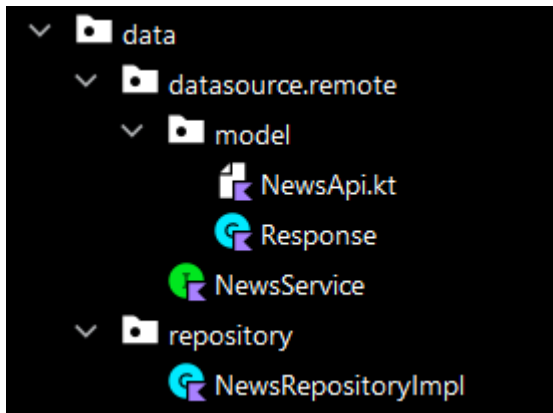 data
datasource.remote
model
NewsApi.kt
Response
NewsService
repository
NewsRepositoryImpl